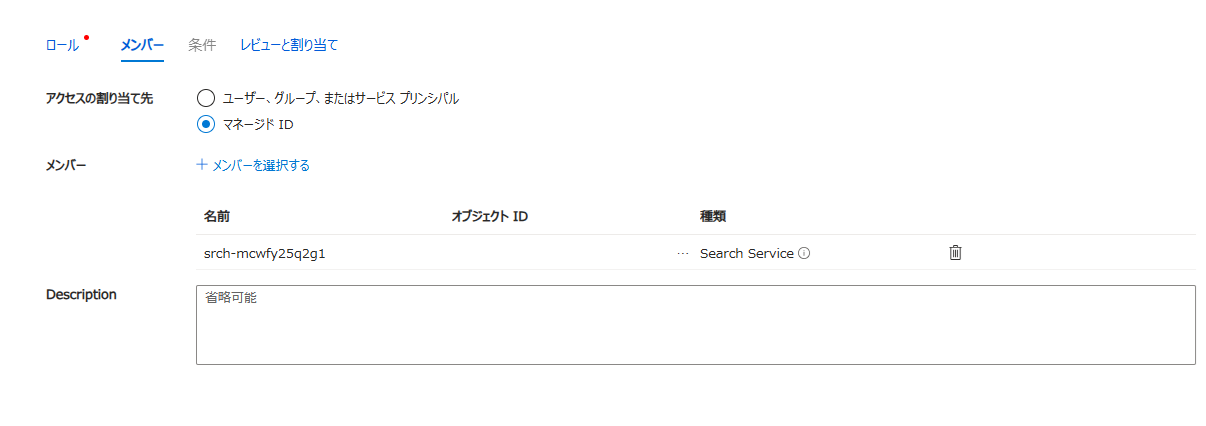 ロール メンバー 条件 レビューと割り当て
アクセスの割り当て先 ユーザー、グループ、またはサービス プリンシパル
マネージド ID
メンバー + メンバーを選択する
名前 オブジェクト ID 種類
srch-mcwfy25q2g1 ... Search Service
Description 省略可能